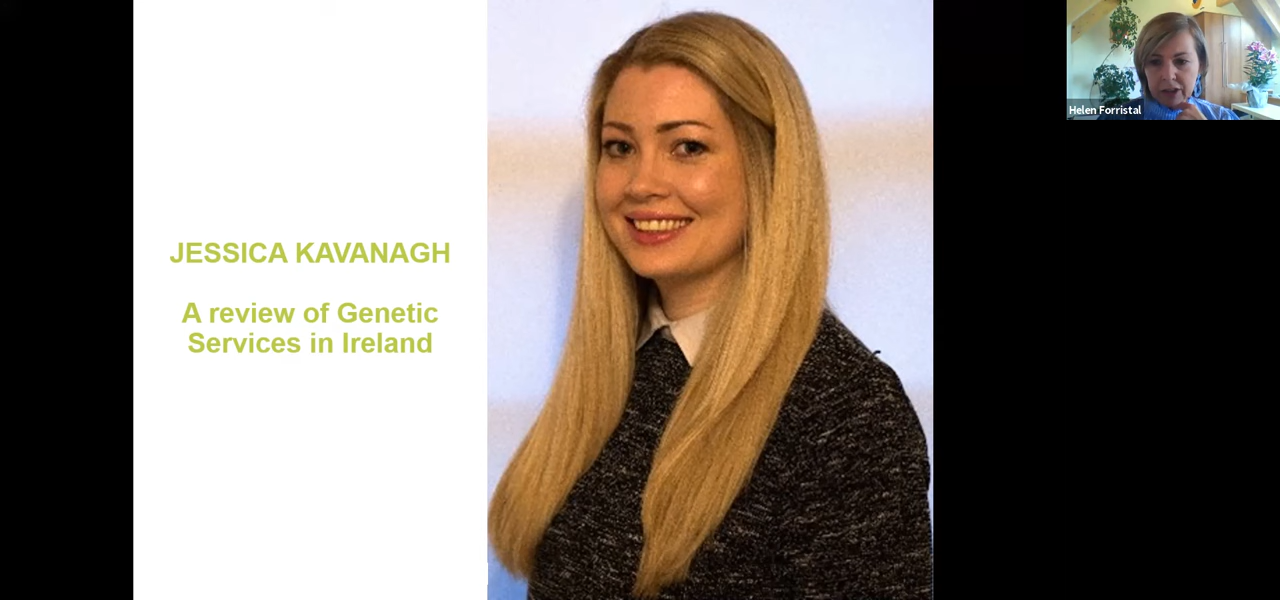 JESSICA KAVANAGH
A review of Genetic
Services in Ireland
Helen Forristal